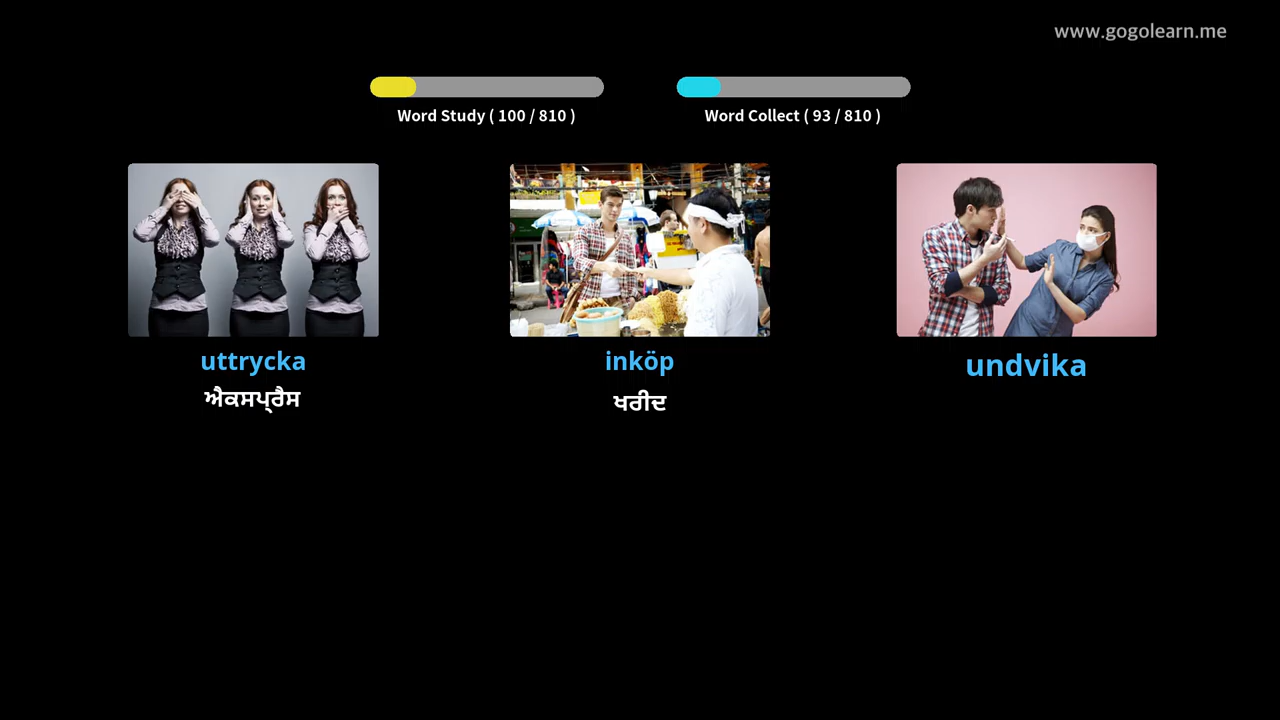 www.gogolearn.me
Word Study ( 100 / 810 )
Word Collect ( 93 / 810 )
uttrycka
inköp
undvika
ਐਕਸਪ੍ਰੈਸ
ਖਰੀਦ